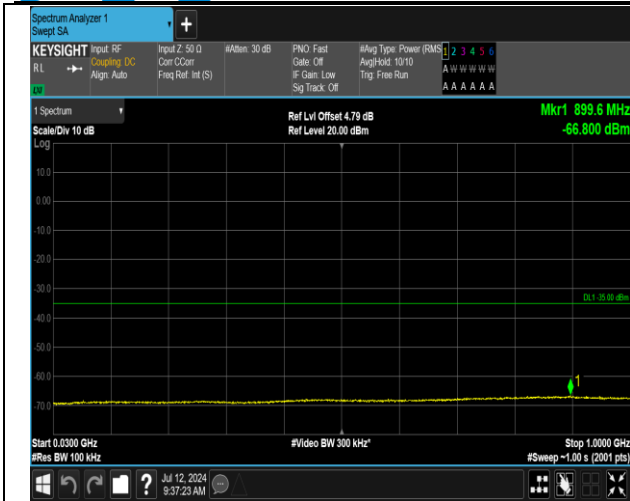 Spectrum Analyzer 1
Swept SA
+
KEYSIGHT
RL
Input: RF
Coupling: DC
Align: Auto
Input Z: 50 Ω
Corr CCorr
Freq Ref: Int (S)
#Atten: 30 dB
PNO: Fast
Gate: Off
IF Gain: Low
Sig Track: Off
#Avg Type: Power (RMS
Avg|Hold: 10/10
Trig: Free Run
1 2 3 4 5 6
A W W W W W
A A A A A A
1 Spectrum
Scale/Div 10 dB
Log
Ref Lvl Offset 4.79 dB
Ref Level 20.00 dBm
Mkr1 899.6 MHz
-66.800 dBm
10.0
0.00
-10.0
-20.0
-30.0
DL1 -35.00 dBm
-40.0
-50.0
-60.0
1
-70.0
Start 0.0300 GHz
#Res BW 100 kHz
#Video BW 300 kHz*
Stop 1.0000 GHz
#Sweep ~1.00 s (2001 pts)
?
Jul 12, 2024
9:37:23 AM